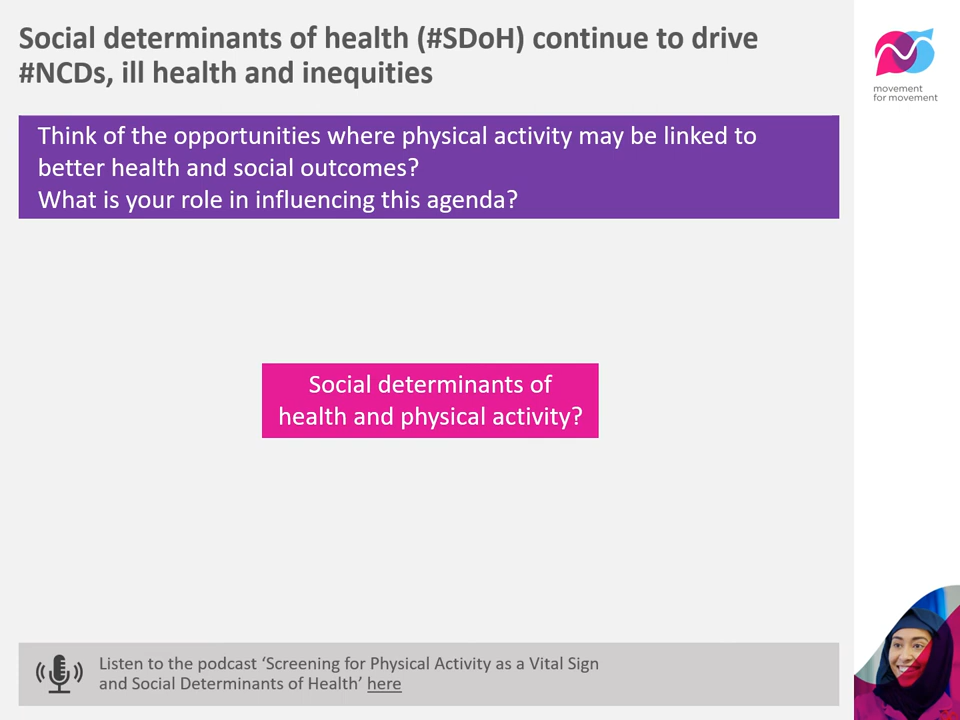 Social determinants of health (#SDoH) continue to drive
#NCDs, ill health and inequities
movement
for movement
Think of the opportunities where physical activity may be linked to
better health and social outcomes?
What is your role in influencing this agenda?
Social determinants of
health and physical activity?
Listen to the podcast ‘Screening for Physical Activity as a Vital Sign
and Social Determinants of Health’ here